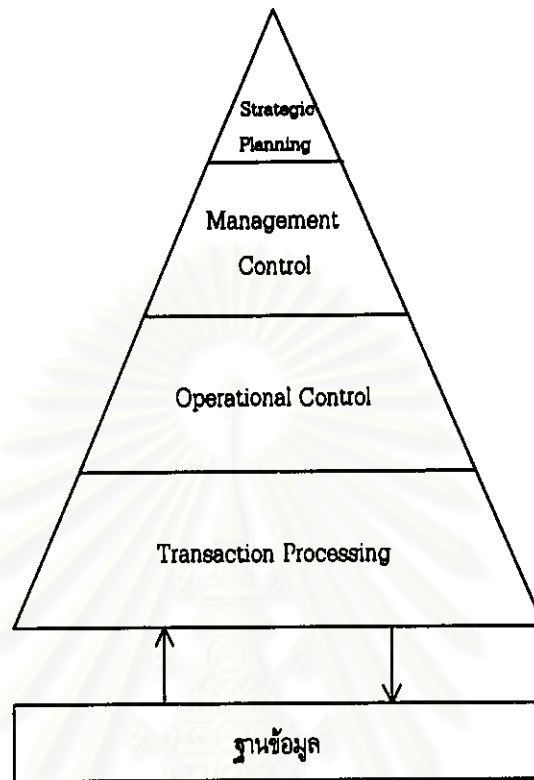 Strategic
Planning
Management
Control
Operational Control
Transaction Processing
ฐานข้อมูล